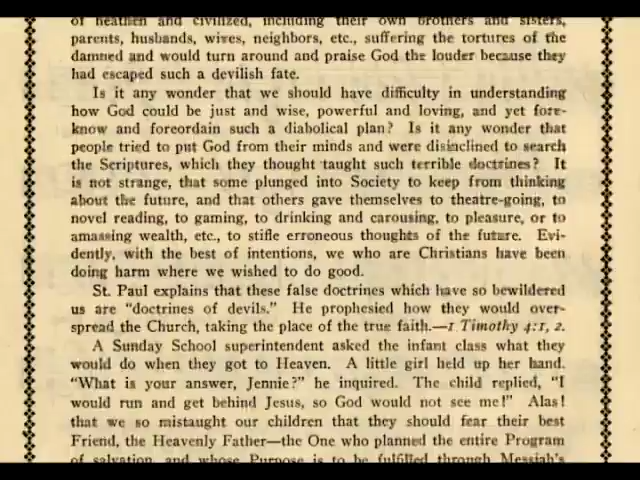 of heathen and civilized, including their own brothers and sisters,
parents, husbands, wives, neighbors, etc., suffering the tortures of the
damned and would turn around and praise God the louder because they
had escaped such a devilish fate.
Is it any wonder that we should have difficulty in understanding
how God could be just and wise, powerful and loving, and yet fore-
know and foreordain such a diabolical plan? Is it any wonder that
people tried to put God from their minds and were disinclined to search
the Scriptures, which they thought taught such terrible doctrines? It
is not strange, that some plunged into Society to keep from thinking
about the future, and that others gave themselves to theatre-going, to
novel reading, to gaming, to drinking and carousing, to pleasure, or to
amassing wealth, etc., to stifle erroneous thoughts of the future. Evi-
dently, with the best of intentions, we who are Christians have been
doing harm where we wished to do good.
St. Paul explains that these false doctrines which have so bewildered
us are "doctrines of devils." He prophesied how they would over-
spread the Church, taking the place of the true faith.—1 Timothy 4:1, 2.
A Sunday School superintendent asked the infant class what they
would do when they got to Heaven. A little girl held up her hand.
"What is your answer, Jennie?" he inquired. The child replied, "I
would run and get behind Jesus, so God would not see me!" Alas!
that we so mistaught our children that they should fear their best
Friend, the Heavenly Father—the One who planned the entire Program
of salvation, and whose Purpose is to be fulfilled through Messiah's